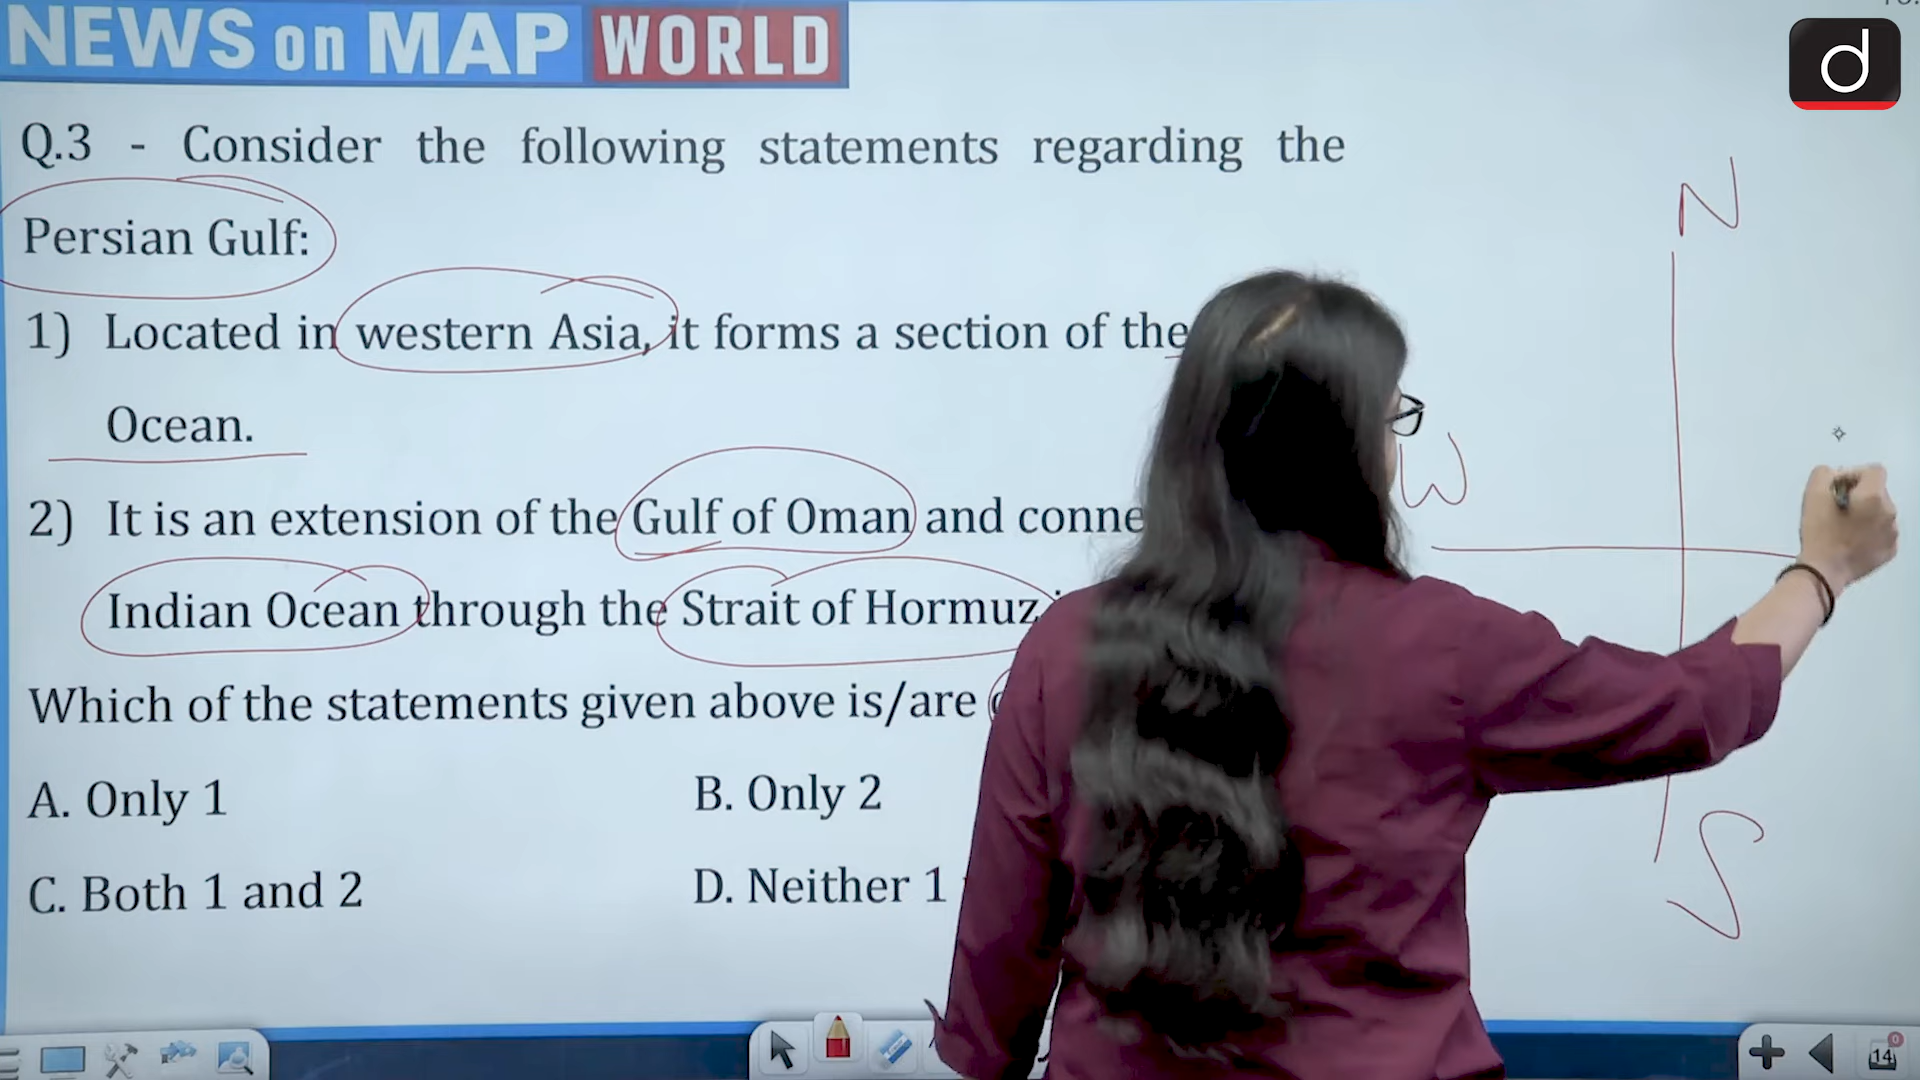 NEWS on MAP WORLD
d
Q.3 - Consider the following statements regarding the
Persian Gulf:
1) Located in western Asia, it forms a section of the
Ocean.
2) It is an extension of the Gulf of Oman and
Indian Ocean through the Strait of Hormuz
Which of the statements given above is/are
A. Only 1
B. Only 2
C. Both 1 and 2
D. Neither 1
N
W
S
14
0